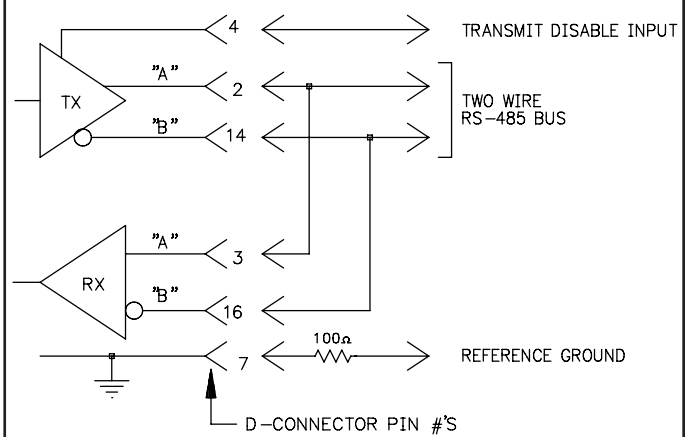 4 TRANSMIT DISABLE INPUT
"A" 2
TX
TWO WIRE
RS-485 BUS
"B" 14
"A" 3
RX
"B" 16
100Ω
7 REFERENCE GROUND
D-CONNECTOR PIN #'S